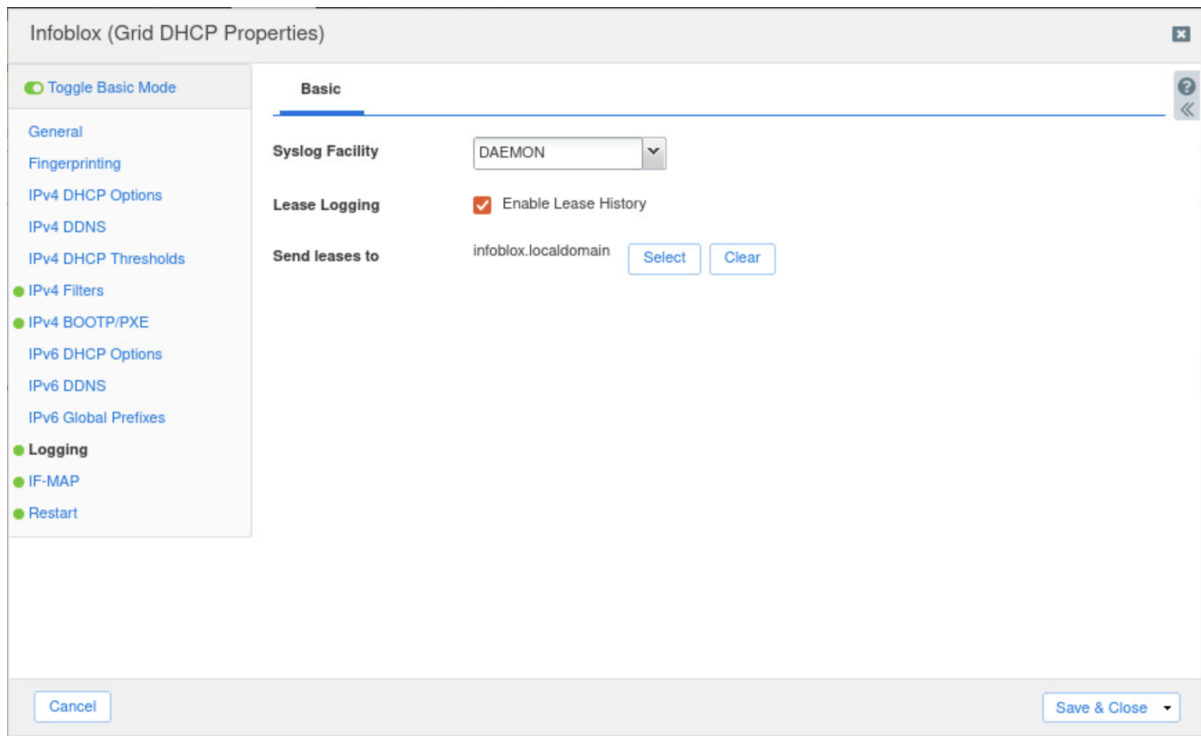 Infoblox (Grid DHCP Properties)
Toggle Basic Mode
General
Fingerprinting
IPv4 DHCP Options
IPv4 DDNS
IPv4 DHCP Thresholds
IPv4 Filters
IPv4 BOOTP/PXE
IPv6 DHCP Options
IPv6 DDNS
IPv6 Global Prefixes
Logging
IF-MAP
Restart
Basic
Syslog Facility DAEMON
Lease Logging Enable Lease History
Send leases to infoblox.localdomain Select Clear
Cancel Save & Close